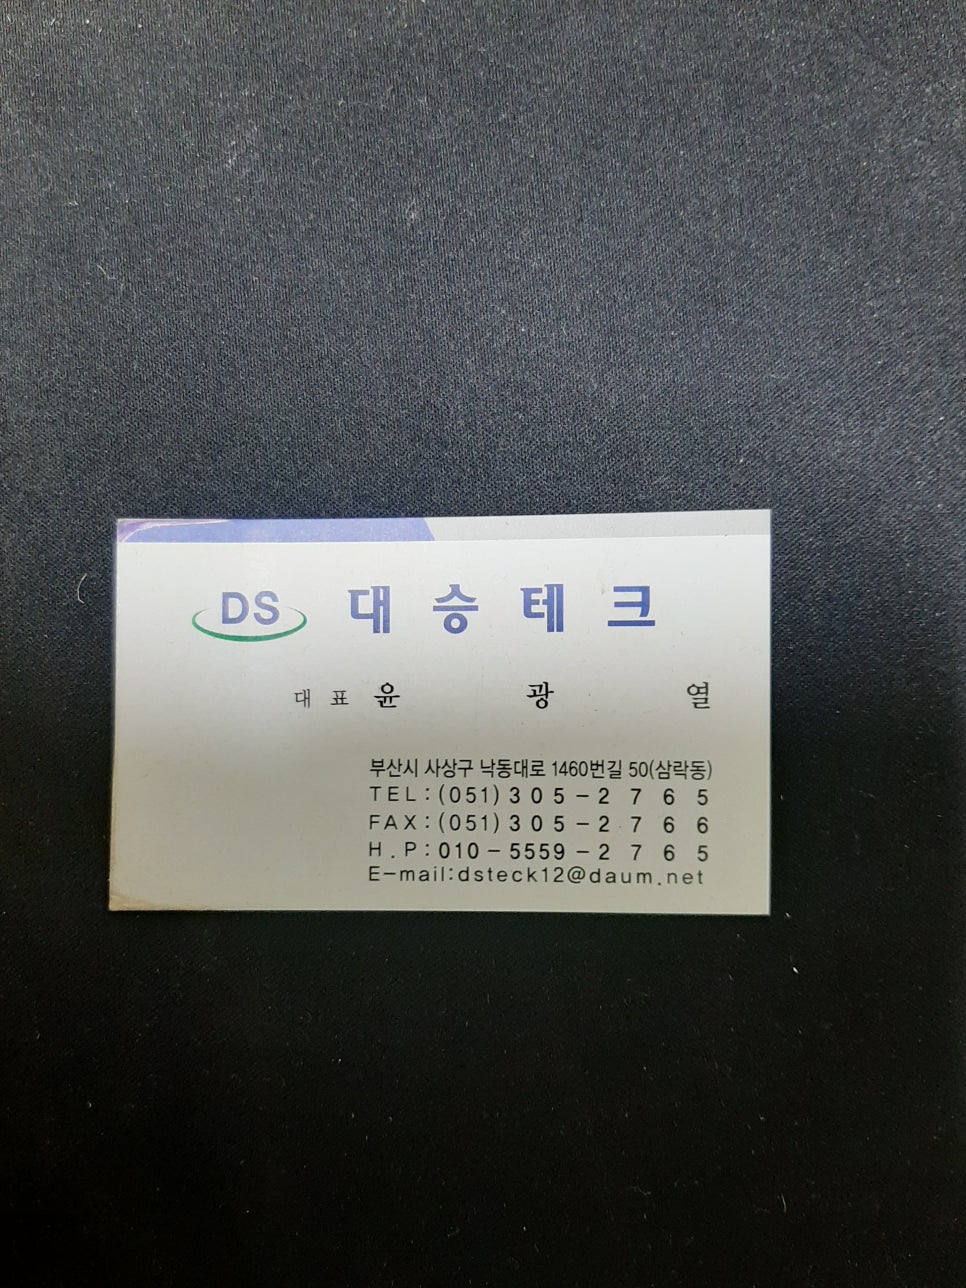 DS 대승테크
대표 윤광열
부산시 사상구 낙동대로 1460번길 50(삼락동)
TEL:(051)305-2765
FAX:(051)305-2766
H.P:010-5559-2765
E-mail:dsteck12@daum.net